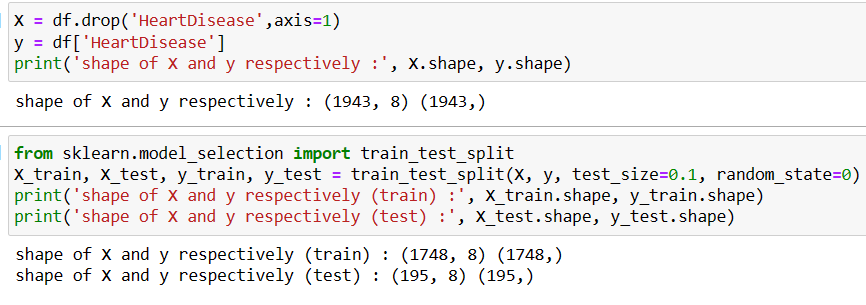 X = df.drop('HeartDisease',axis=1)
y = df['HeartDisease']
print('shape of X and y respectively :', X.shape, y.shape)
shape of X and y respectively : (1943, 8) (1943,)
from sklearn.model_selection import train_test_split
X_train, X_test, y_train, y_test = train_test_split(X, y, test_size=0.1, random_state=0)
print('shape of X and y respectively (train) :', X_train.shape, y_train.shape)
print('shape of X and y respectively (test) :', X_test.shape, y_test.shape)
shape of X and y respectively (train) : (1748, 8) (1748,)
shape of X and y respectively (test) : (195, 8) (195,)